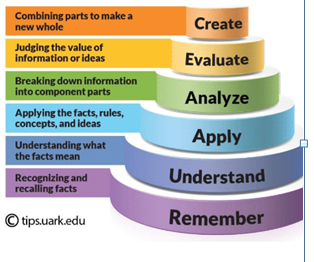 Combining parts to make a
new whole
Create
Judging the value of
information or ideas
Evaluate
Breaking down information
into component parts
Analyze
Applying the facts, rules,
concepts, and ideas
Apply
Understanding what
the facts mean
Understand
Recognizing and
recalling facts
Remember
© tips.uark.edu